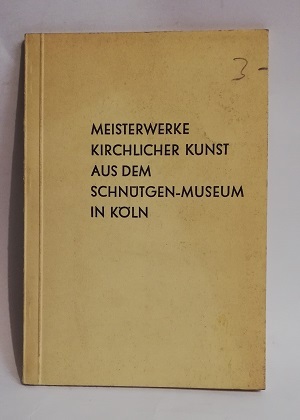 3.-
MEISTERWERKE
KIRCHLICHER KUNST
AUS DEM
SCHNÜTGEN-MUSEUM
IN KÖLN